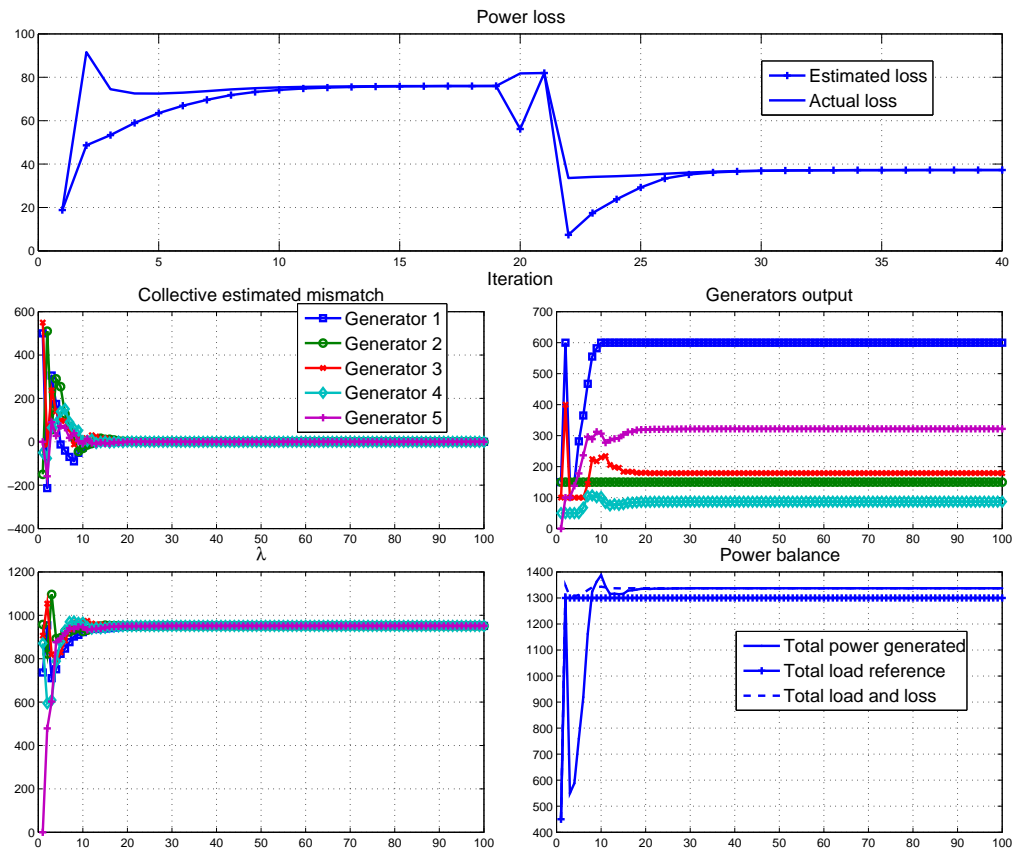 Power loss
100
80
60
40
20
0
0 5 10 15 20 25 30 35 40
Iteration
Estimated loss
Actual loss
Collective estimated mismatch
600
400
200
0
−200
−400
0 10 20 30 40 50 60 70 80 90 100
Generator 1
Generator 2
Generator 3
Generator 4
Generator 5
Generators output
700
600
500
400
300
200
100
0
0 10 20 30 40 50 60 70 80 90 100
λ
1200
1000
800
600
400
200
0
0 10 20 30 40 50 60 70 80 90 100
Power balance
1400
1300
1200
1100
1000
900
800
700
600
500
400
0 10 20 30 40 50 60 70 80 90 100
Total power generated
Total load reference
Total load and loss